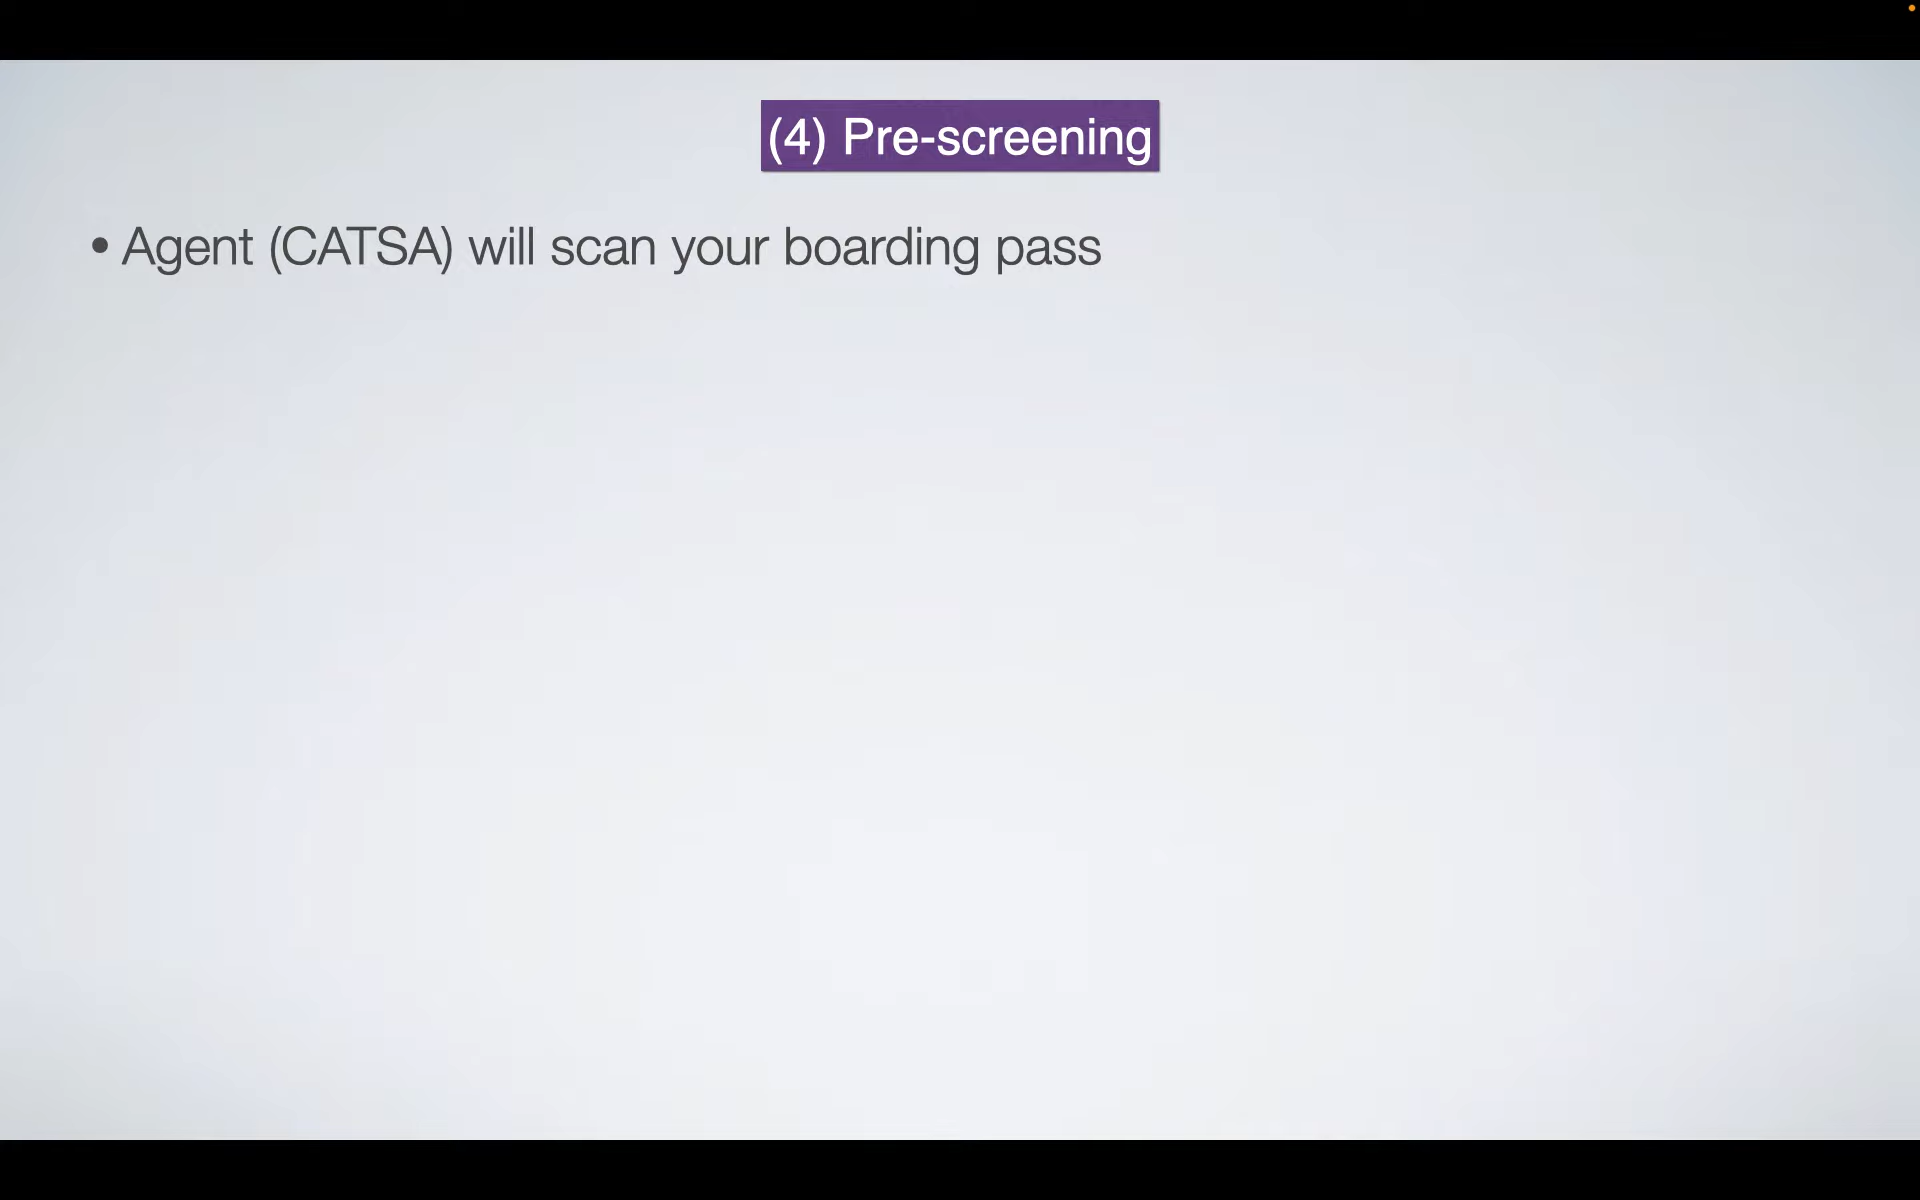 (4) Pre-screening
• Agent (CATSA) will scan your boarding pass